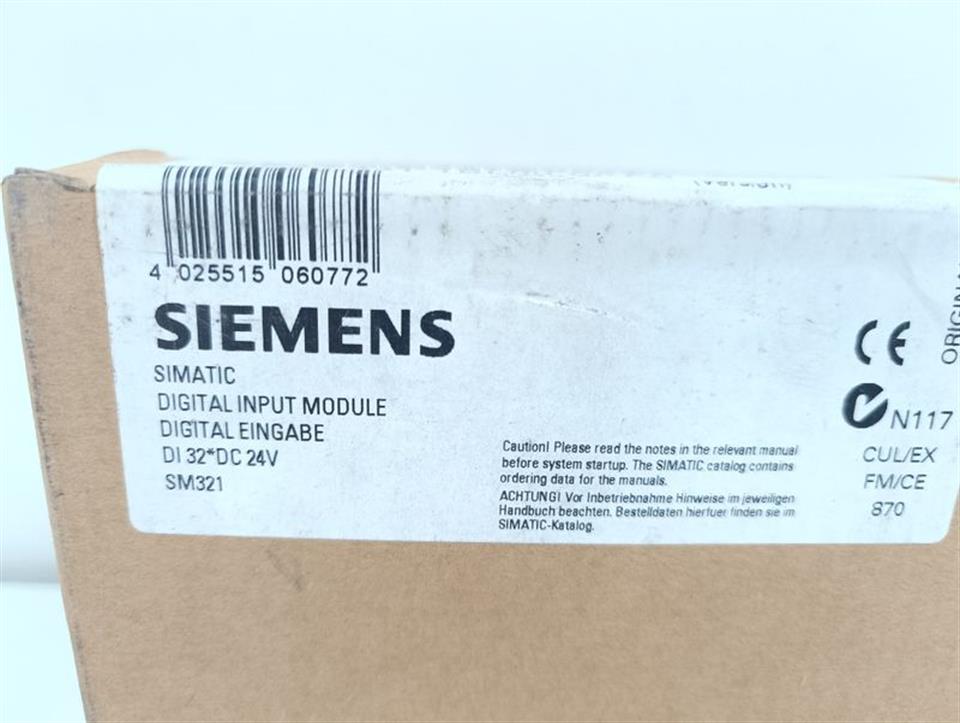 4 025515 060772
SIEMENS
SIMATIC
DIGITAL INPUT MODULE
DIGITAL EINGABE
DI 32*DC 24V
SM321
Caution! Please read the notes in the relevant manual
before system startup. The SIMATIC catalog contains
ordering data for the manuals.
ACHTUNG! Vor Inbetriebnahme Hinweise im jeweiligen
Handbuch beachten. Bestelldaten hierfuer finden sie im
SIMATIC-Katalog.
CE
N117
CUL/EX
FM/CE
870